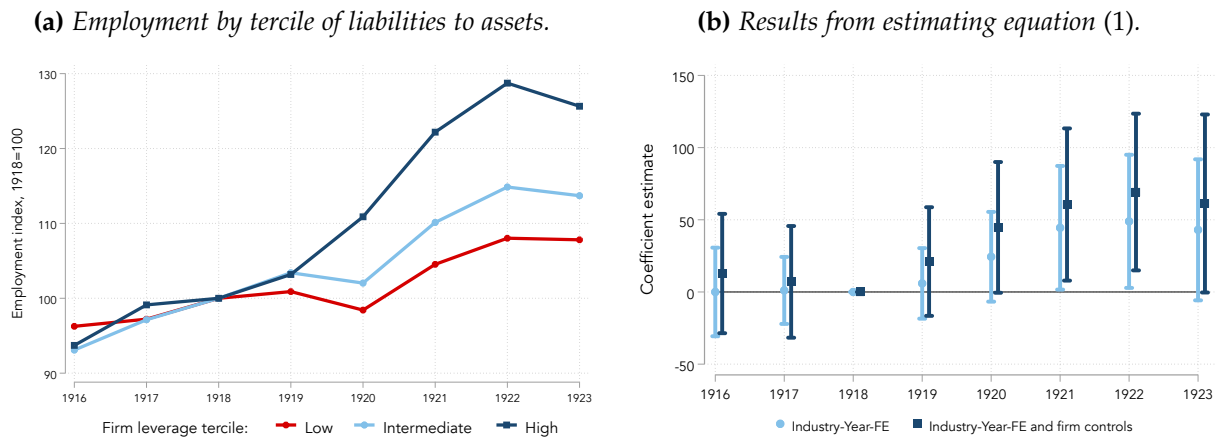 (a) Employment by tercile of liabilities to assets.
Employment index, 1918=100
130
120
110
100
90
1916 1917 1918 1919 1920 1921 1922 1923
Firm leverage tercile: Low Intermediate High
(b) Results from estimating equation (1).
Coefficient estimate
150
100
50
0
-50
1916 1917 1918 1919 1920 1921 1922 1923
Industry-Year-FE Industry-Year-FE and firm controls